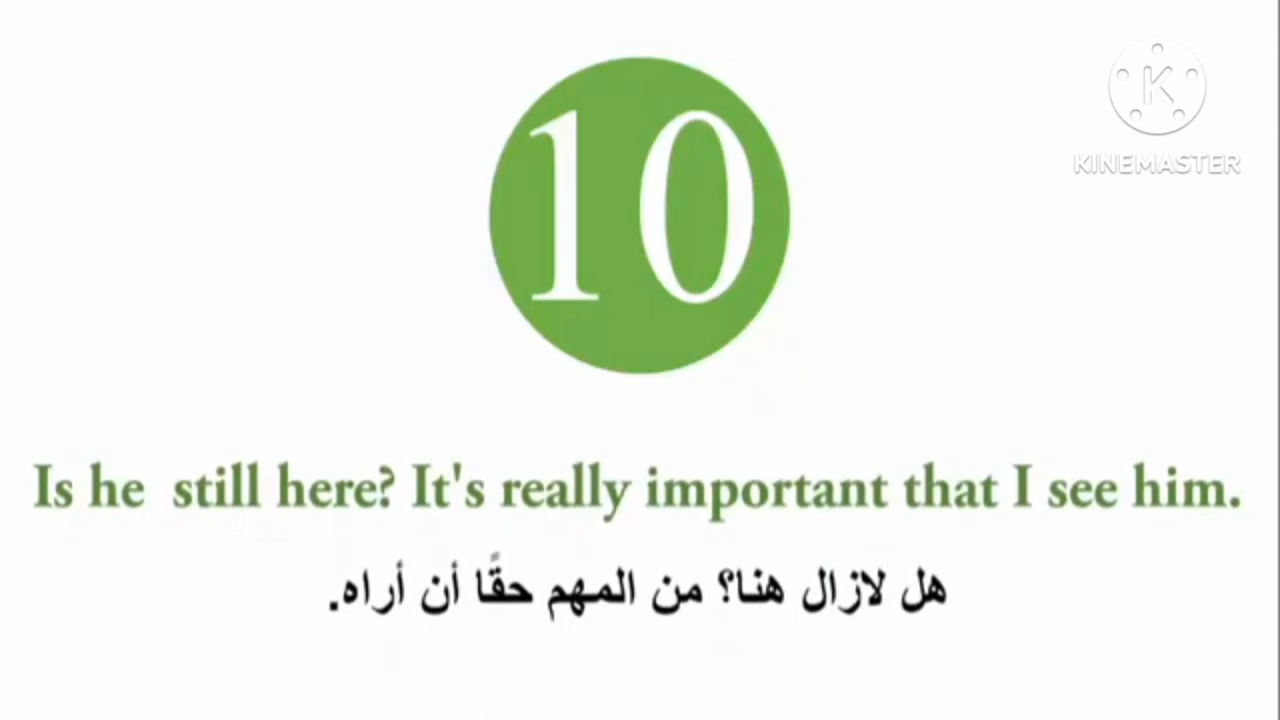 10
K
KINEMASTER
Is he still here? It's really important that I see him.
هل لازال هنا؟ من المهم حقًا أن أراه.